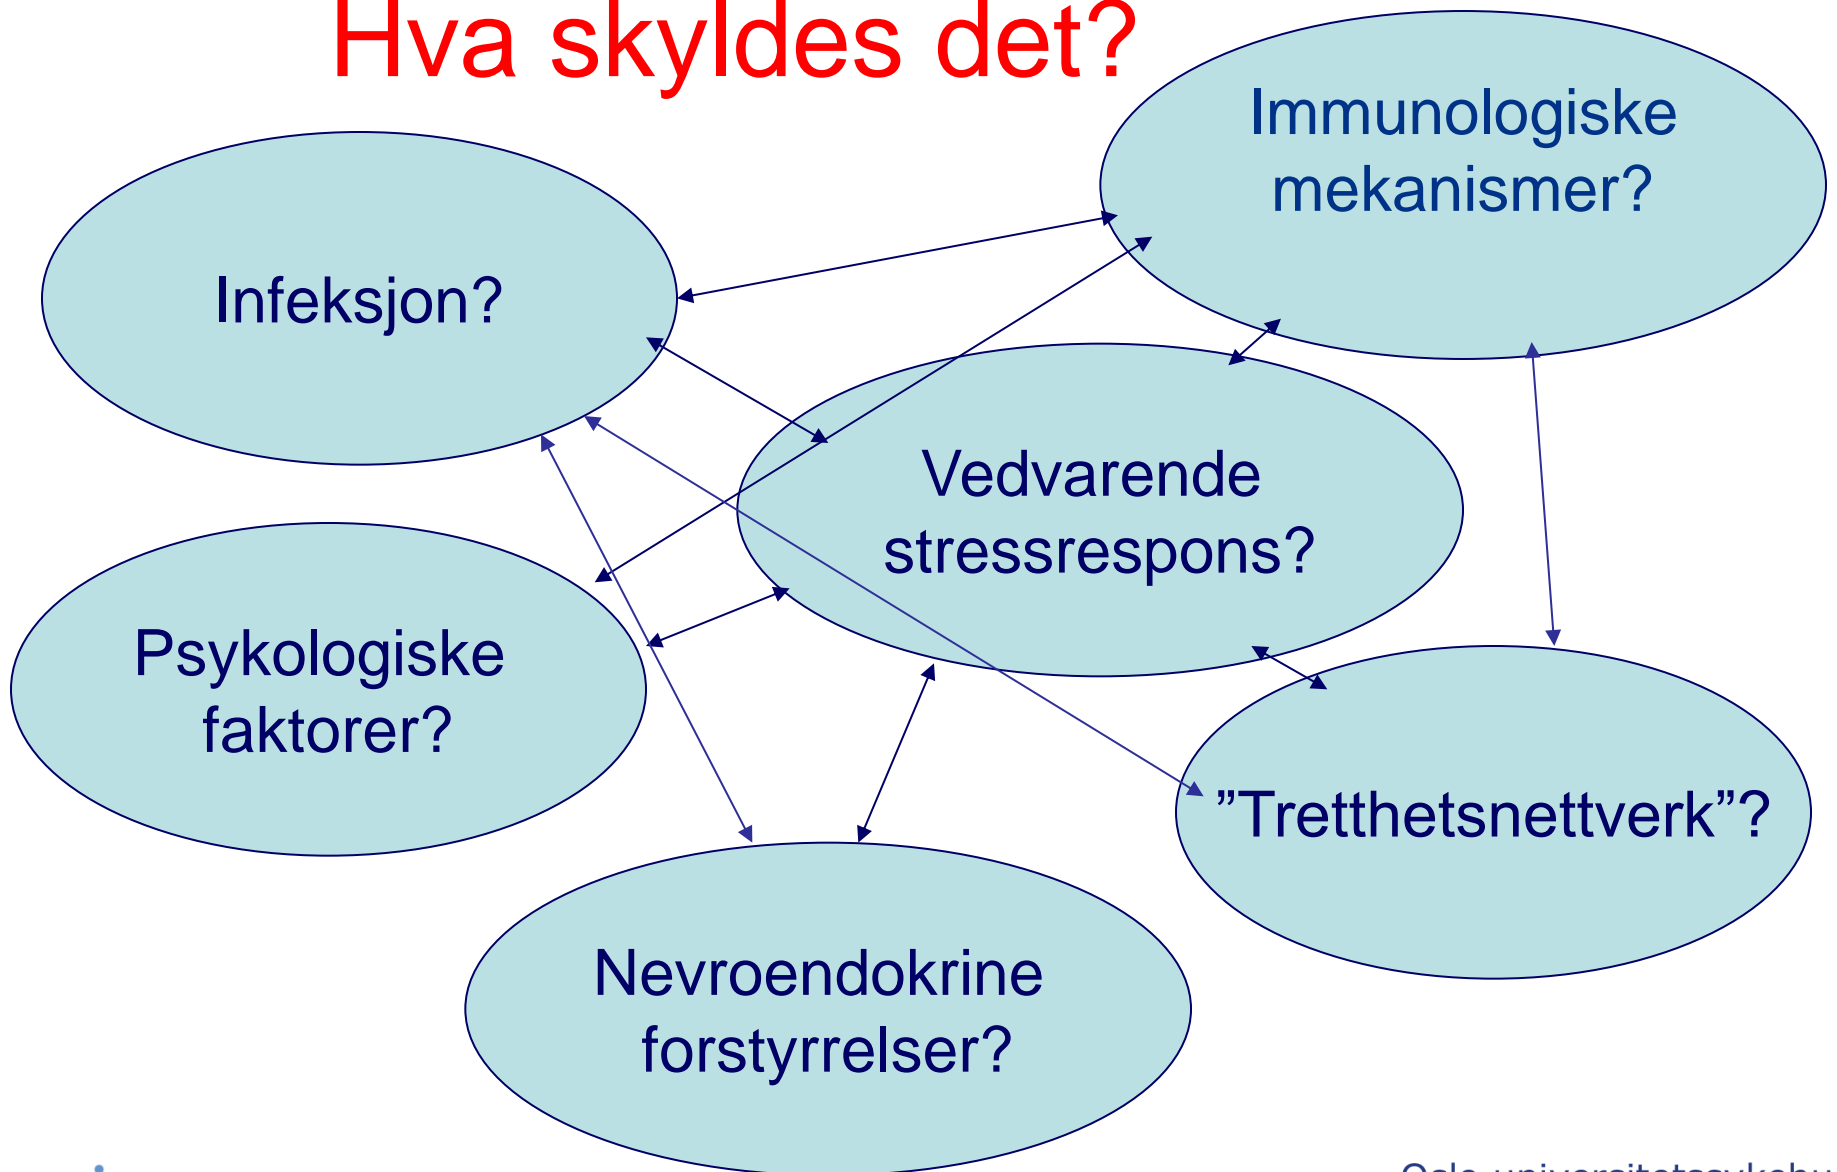 Hva skyldes det?
Immunologiske
mekanismer?
Infeksjon?
Vedvarende
stressrespons?
Psykologiske
faktorer?
”Tretthetsnettverk”?
Nevroendokrine
forstyrrelser?